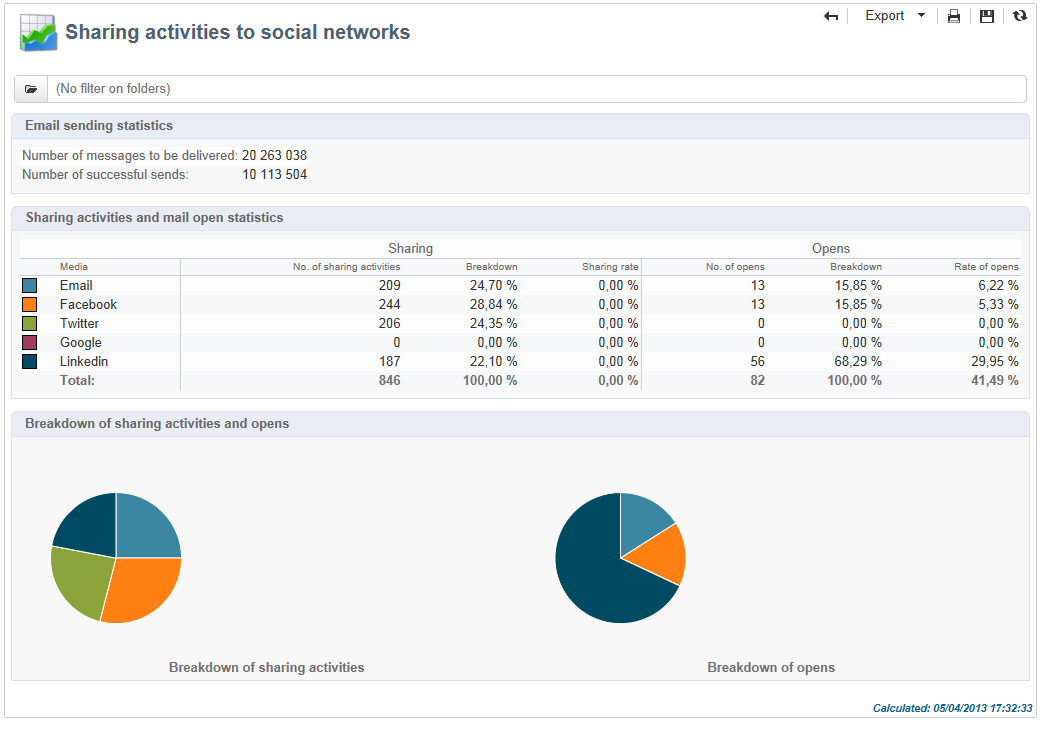 Sharing activities to social networks
Export
(No filter on folders)
Email sending statistics
Number of messages to be delivered: 20 263 038
Number of successful sends: 10 113 504
Sharing activities and mail open statistics
Sharing Opens
Media No. of sharing activities Breakdown Sharing rate No. of opens Breakdown Rate of opens
Email 209 24,70 % 0,00 % 13 15,85 % 6,22 %
Facebook 244 28,84 % 0,00 % 13 15,85 % 5,33 %
Twitter 206 24,35 % 0,00 % 0 0,00 % 0,00 %
Google 0 0,00 % 0,00 % 0 0,00 % 0,00 %
Linkedin 187 22,10 % 0,00 % 56 68,29 % 29,95 %
Total: 846 100,00 % 0,00 % 82 100,00 % 41,49 %
Breakdown of sharing activities and opens
Breakdown of sharing activities Breakdown of opens
Calculated: 05/04/2013 17:32:33